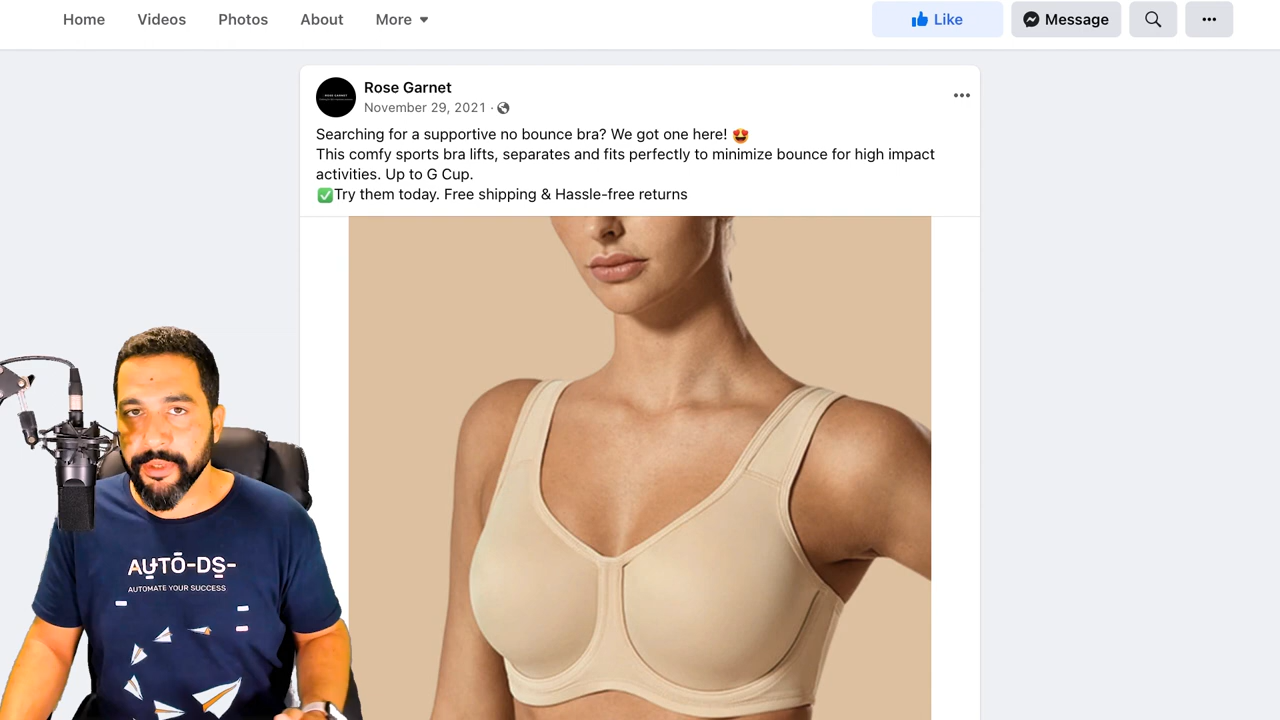 Home Videos Photos About More Like Message
Rose Garnet
November 29, 2021 ·
Searching for a supportive no bounce bra? We got one here! 😍
This comfy sports bra lifts, separates and fits perfectly to minimize bounce for high impact
activities. Up to G Cup.
✅Try them today. Free shipping & Hassle-free returns
AUTO-DS-
AUTOMATE YOUR SUCCESS